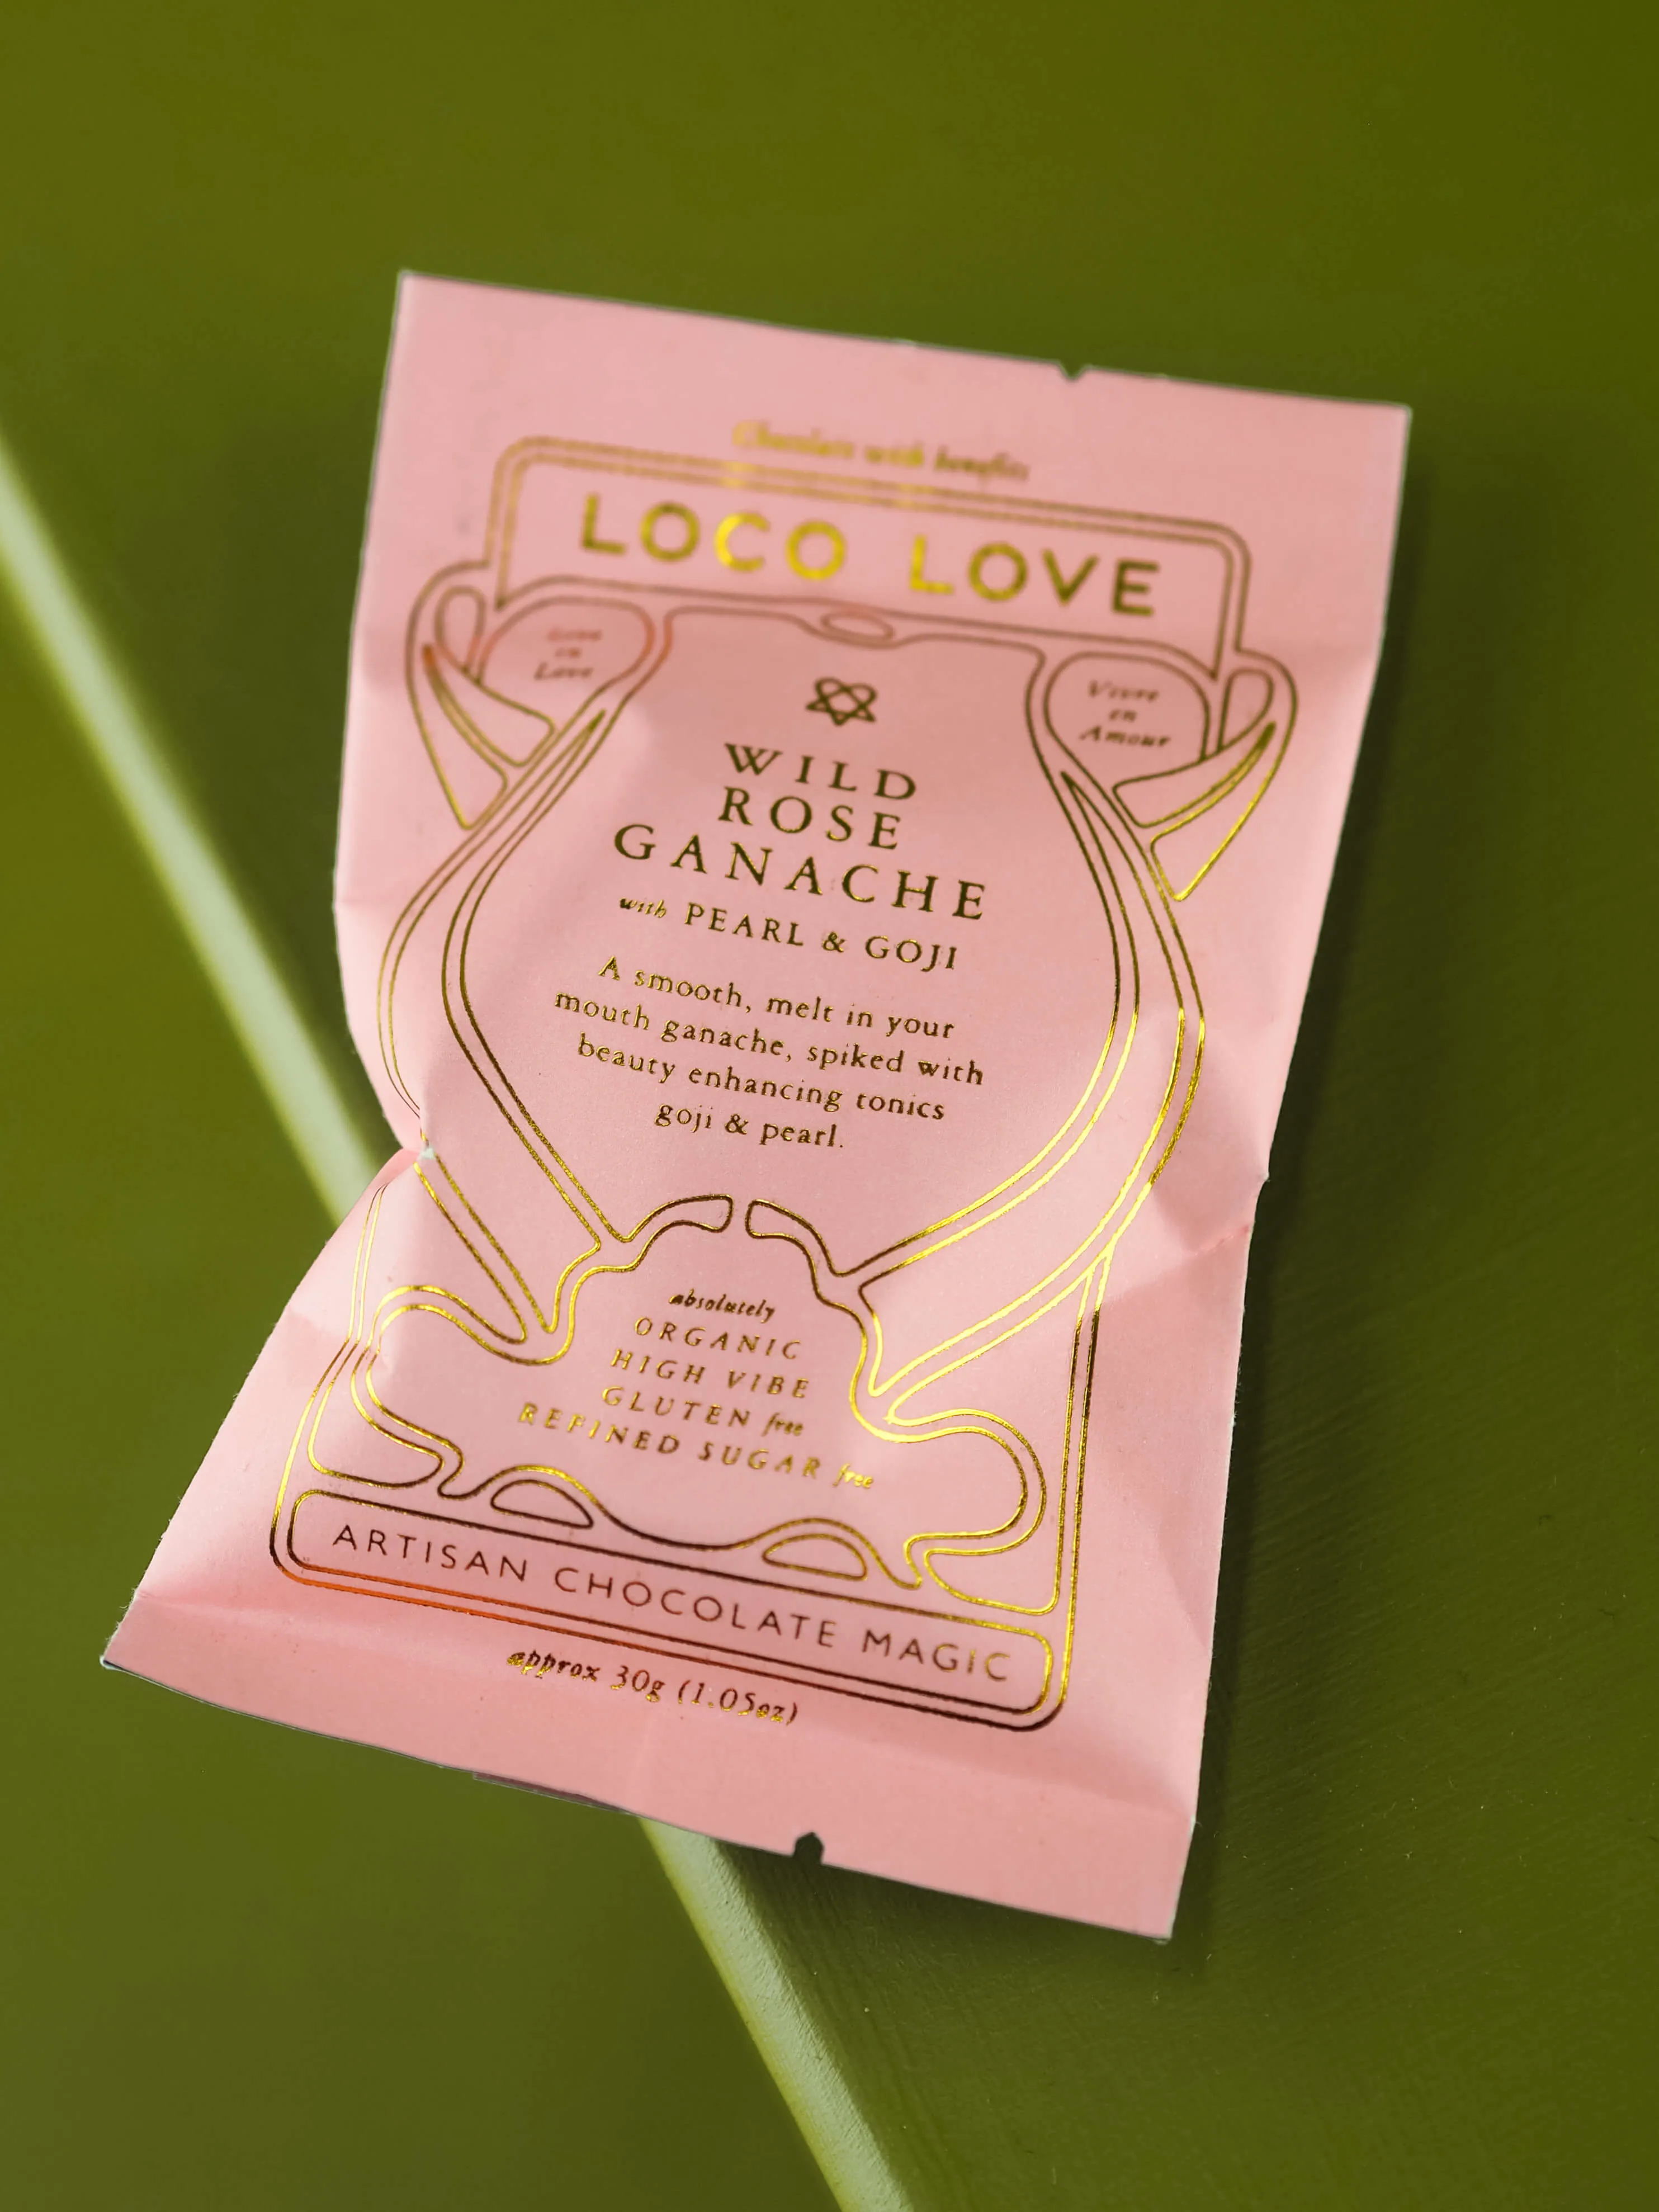 Chocolate with benefits
LOCO LOVE
Love
Vivre
en
Amour
WILD
ROSE
GANACHE
with PEARL & GOJI
A smooth, melt in your
mouth ganache, spiked with
beauty enhancing tonics
goji & pearl.
absolutely
ORGANIC
HIGH VIBE
GLUTEN free
REFINED SUGAR free
ARTISAN CHOCOLATE MAGIC
approx 30g (1.05oz)